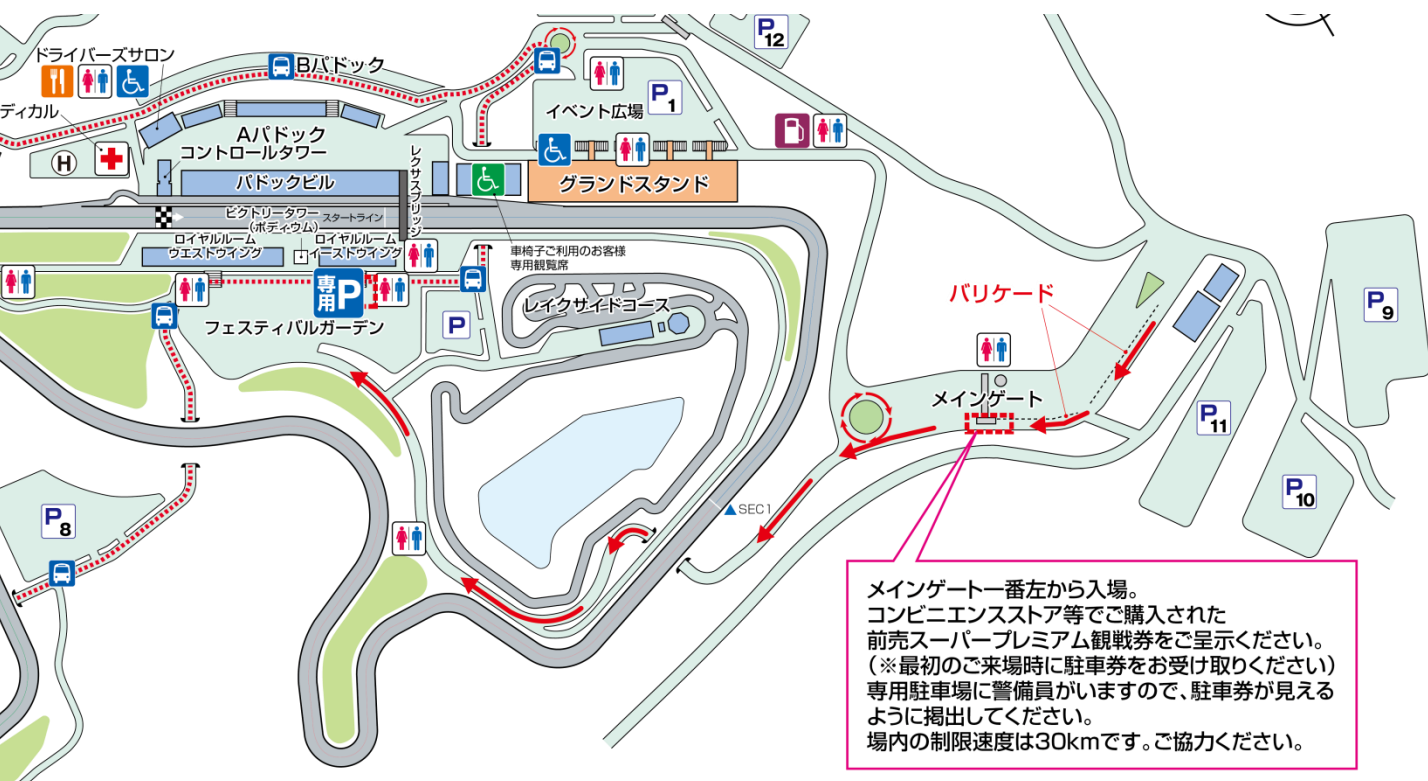 ドライバーズサロン
Bパドック
P12
ディカル
イベント広場
P1
Aパドック
コントロールタワー
H
パドックビル
レクサスブリッジ
グランドスタンド
ビクトリータワー
(ポディウム)
スタートライン
ロイヤルルーム
ウエストウイング
ロイヤルルーム
イーストウイング
車椅子ご利用のお客様
専用観覧席
専用P
フェスティバルガーデン
P
レイクサイドコース
バリケード
P9
メインゲート
P11
P10
P8
▲SEC1
メインゲート一番左から入場。
コンビニエンスストア等でご購入された
前売スーパープレミアム観戦券をご呈示ください。
(※最初のご来場時に駐車券をお受け取りください)
専用駐車場に警備員がいますので、駐車券が見える
ように掲出してください。
場内の制限速度は30kmです。ご協力ください。